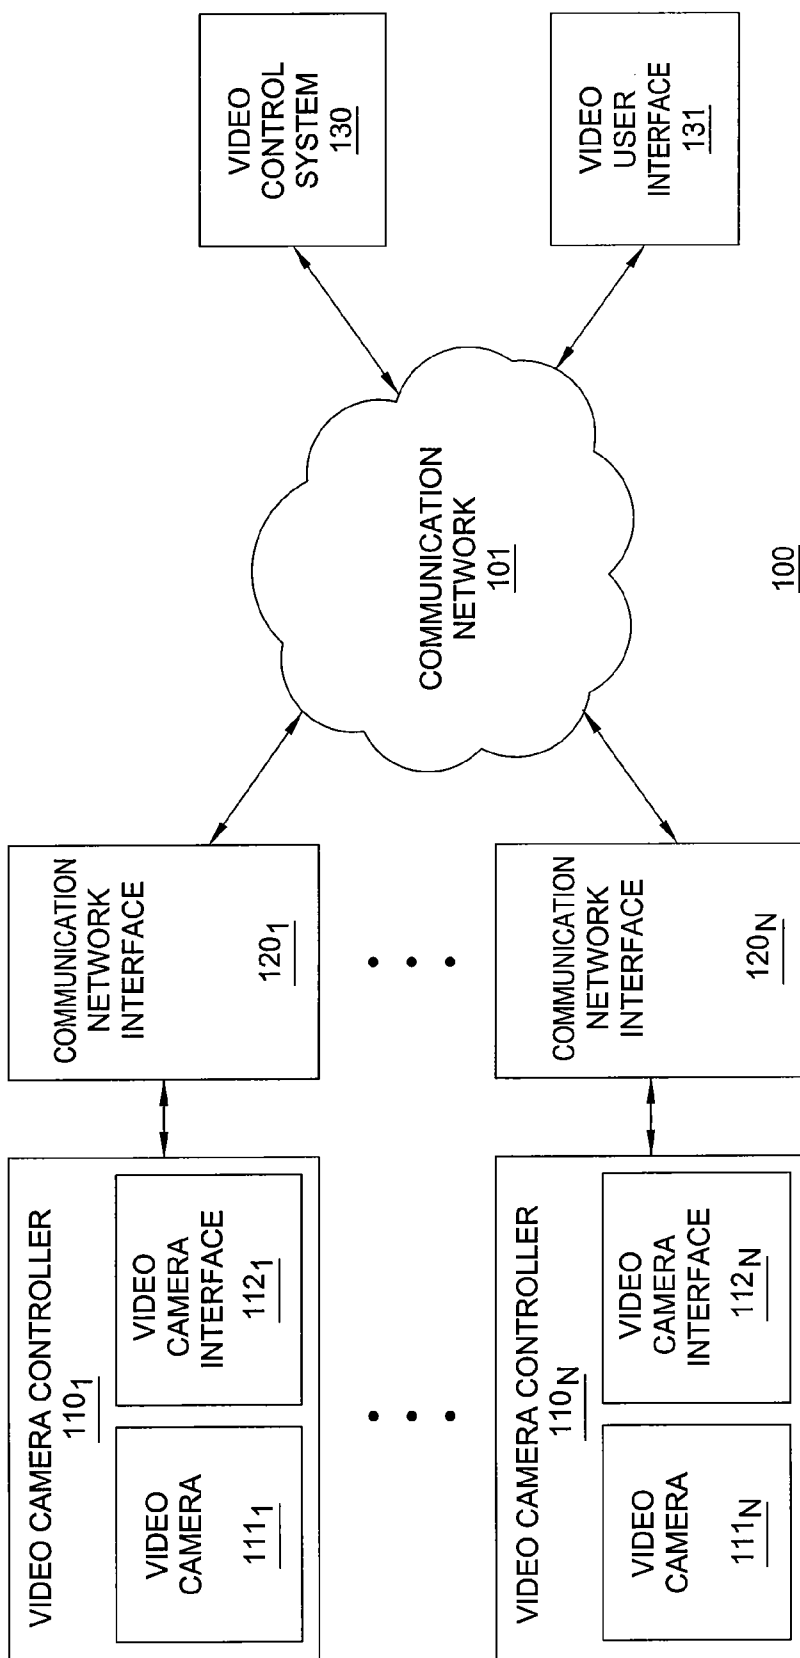 VIDEO CAMERA CONTROLLER
110₁
VIDEO
CAMERA
111₁
VIDEO
CAMERA
INTERFACE
112₁
COMMUNICATION
NETWORK
INTERFACE
120₁
VIDEO CAMERA CONTROLLER
110N
VIDEO
CAMERA
111N
VIDEO
CAMERA
INTERFACE
112N
COMMUNICATION
NETWORK
INTERFACE
120N
COMMUNICATION
NETWORK
101
VIDEO
CONTROL
SYSTEM
130
VIDEO
USER
INTERFACE
131
100